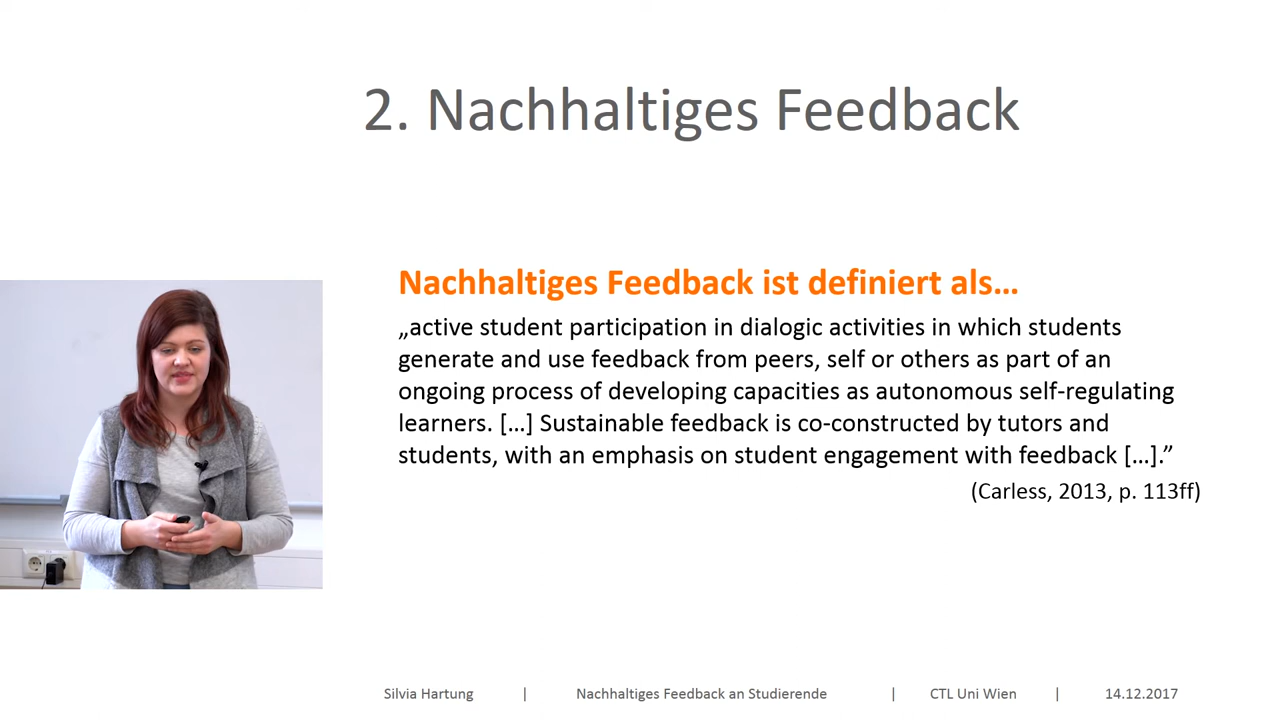 2. Nachhaltiges Feedback
Nachhaltiges Feedback ist definiert als…
„active student participation in dialogic activities in which students
generate and use feedback from peers, self or others as part of an
ongoing process of developing capacities as autonomous self-regulating
learners. […] Sustainable feedback is co-constructed by tutors and
students, with an emphasis on student engagement with feedback […].”
(Carless, 2013, p. 113ff)
Silvia Hartung | Nachhaltiges Feedback an Studierende | CTL Uni Wien | 14.12.2017